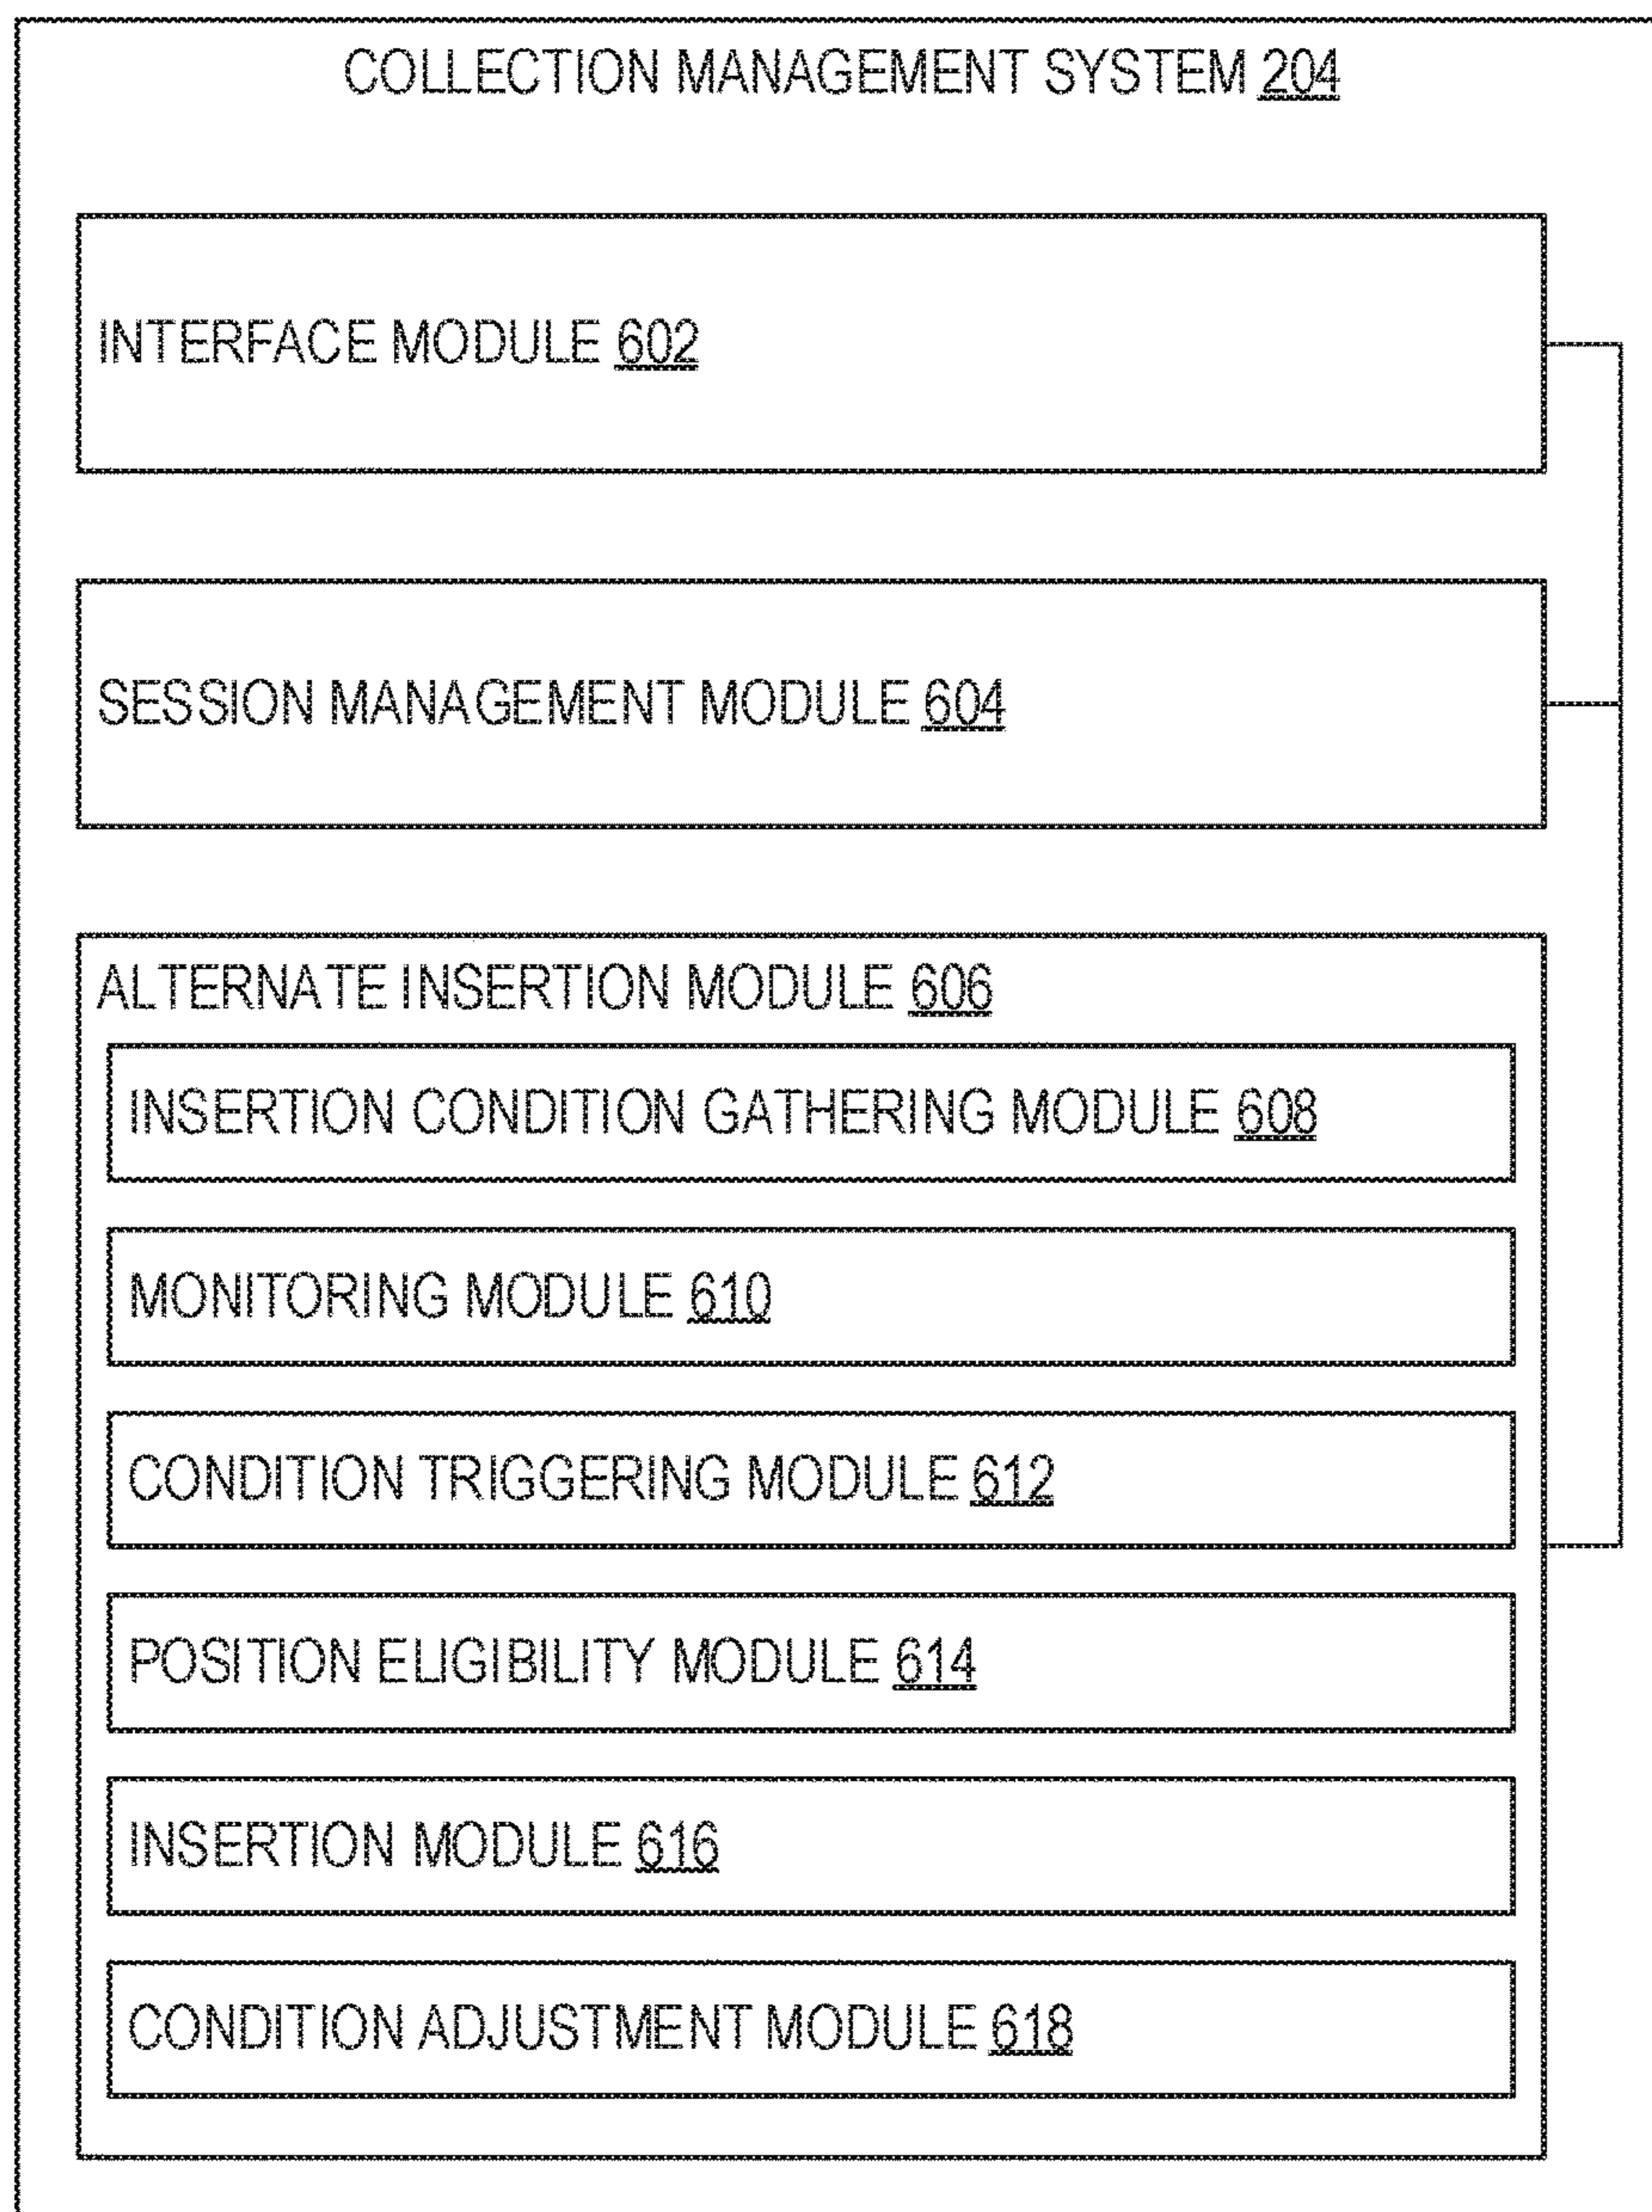 COLLECTION MANAGEMENT SYSTEM 204
INTERFACE MODULE 602
SESSION MANAGEMENT MODULE 604
ALTERNATE INSERTION MODULE 606
INSERTION CONDITION GATHERING MODULE 608
MONITORING MODULE 610
CONDITION TRIGGERING MODULE 612
POSITION ELIGIBILITY MODULE 614
INSERTION MODULE 616
CONDITION ADJUSTMENT MODULE 618